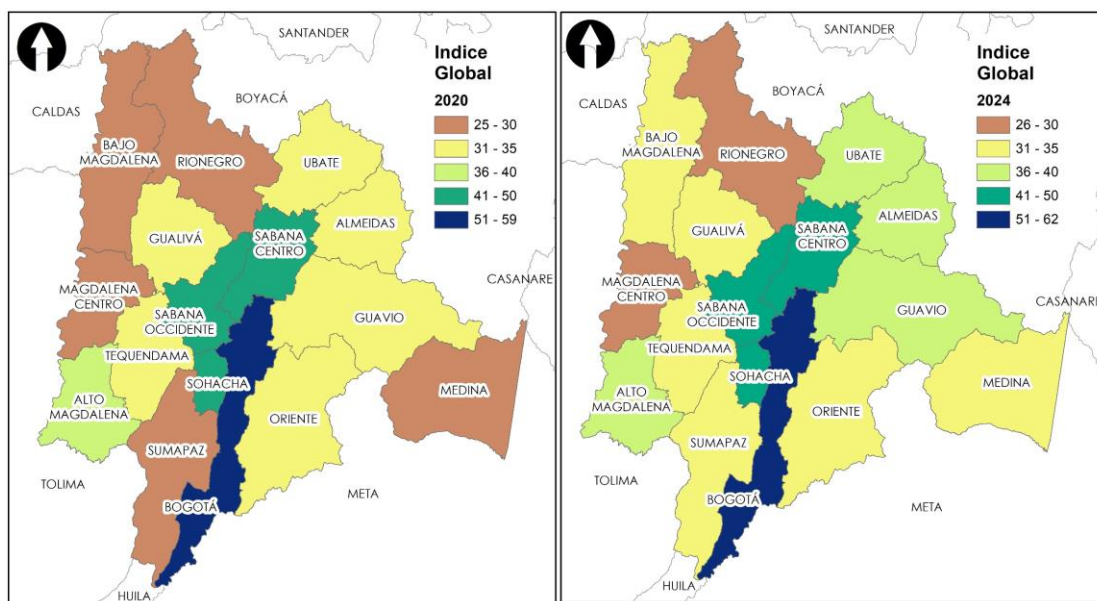 SANTANDER
Indice
Global
2020
25 - 30
31 - 35
36 - 40
41 - 50
51 - 59
CALDAS
BOYACÁ
BAJO
MAGDALENA
RIONEGRO
UBATE
GUALIVÁ
ALMEIDAS
SABANA
CENTRO
CASANARE
MAGDALENA
CENTRO
SABANA
OCCIDENTE
GUAVIO
TEQUENDAMA
SOHACHA
MEDINA
ALTO
MAGDALENA
ORIENTE
SUMAPAZ
TOLIMA
META
BOGOTÁ
HUILA
SANTANDER
Indice
Global
2024
26 - 30
31 - 35
36 - 40
41 - 50
51 - 62
CALDAS
BOYACÁ
BAJO
MAGDALENA
RIONEGRO
UBATE
GUALIVÁ
ALMEIDAS
SABANA
CENTRO
CASANARE
MAGDALENA
CENTRO
SABANA
OCCIDENTE
GUAVIO
TEQUENDAMA
SOHACHA
MEDINA
ALTO
MAGDALENA
ORIENTE
SUMAPAZ
TOLIMA
META
BOGOTÁ
HUILA